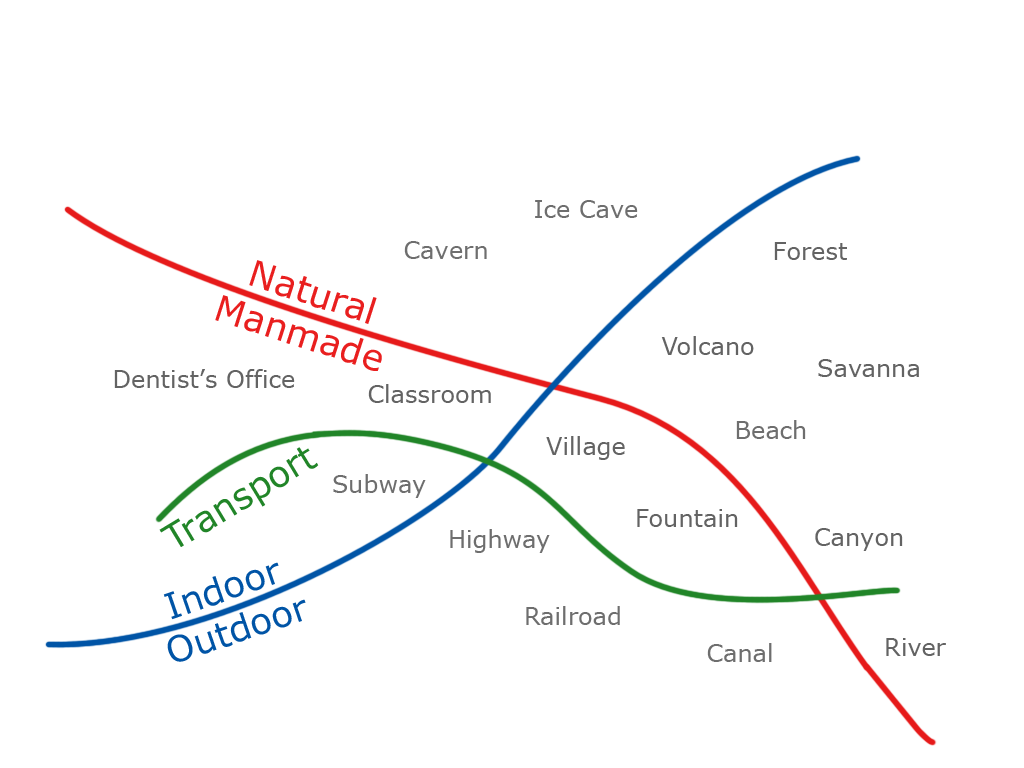 Ice Cave
Cavern
Forest
Natural
Manmade
Volcano
Savanna
Dentist’s Office
Classroom
Beach
Village
Transport
Subway
Fountain
Highway
Canyon
Indoor
Outdoor
Railroad
Canal
River